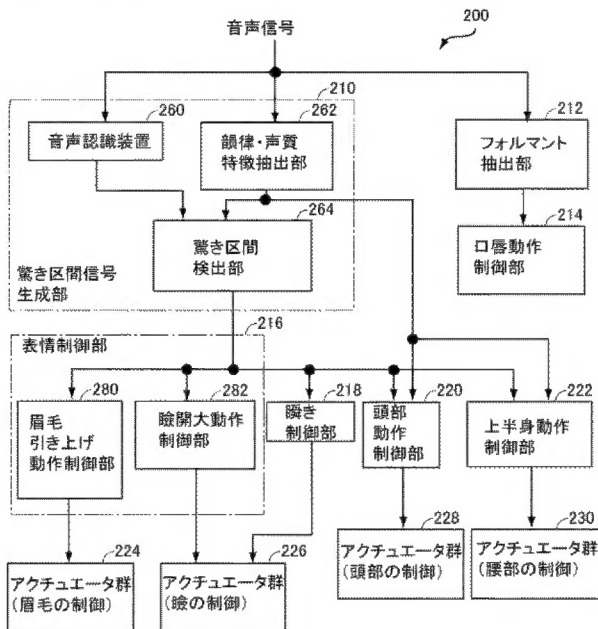 音声信号
200
210
260
262
212
音声認識装置
韻律・声質
特徴抽出部
フォルマント
抽出部
264
214
驚き区間
検出部
口唇動作
制御部
驚き区間信号
生成部
216
表情制御部
280
282
218
220
222
眉毛
引き上げ
動作制御部
瞼開大動作
制御部
瞬き
制御部
頭部
動作
制御部
上半身動作
制御部
224
226
228
230
アクチュエータ群
(眉毛の制御)
アクチュエータ群
(瞼の制御)
アクチュエータ群
(頭部の制御)
アクチュエータ群
(腰部の制御)